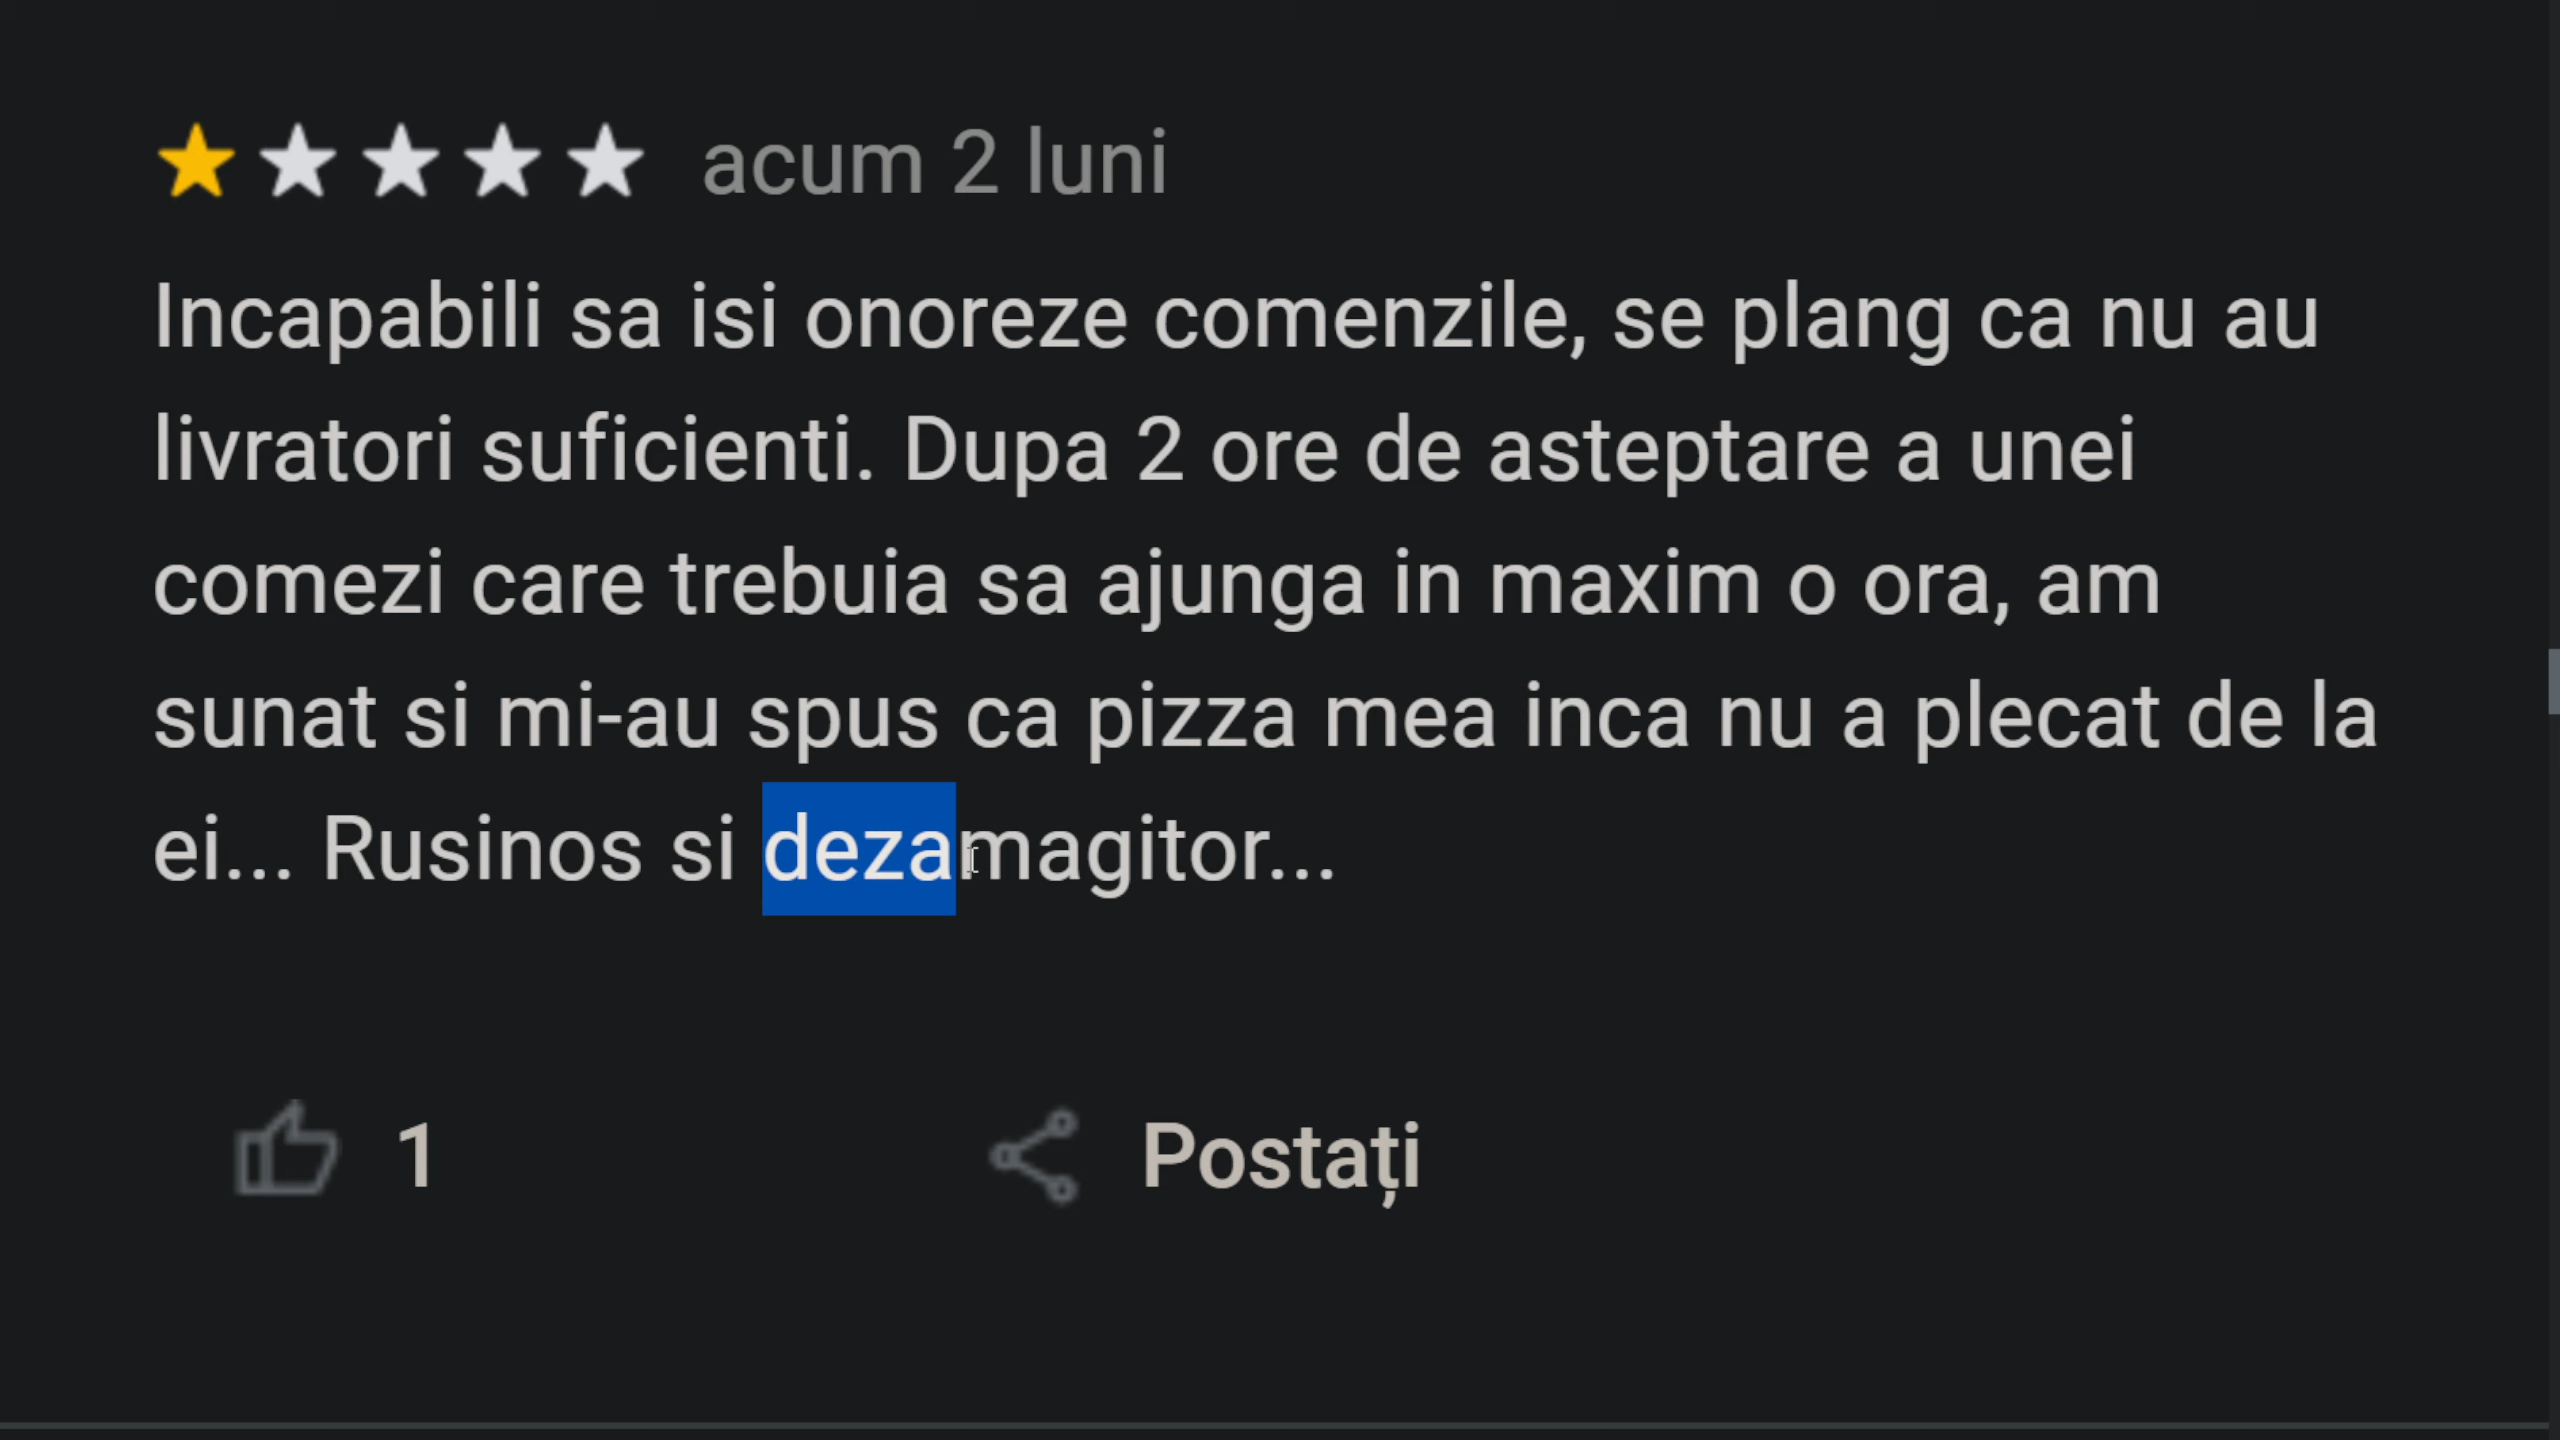 acum 2 luni
Incapabili sa isi onoreze comenzile, se plang ca nu au
livratori suficienti. Dupa 2 ore de asteptare a unei
comezi care trebuia sa ajunga in maxim o ora, am
sunat si mi-au spus ca pizza mea inca nu a plecat de la
ei... Rusinos si dezamagitor...
1 Postați